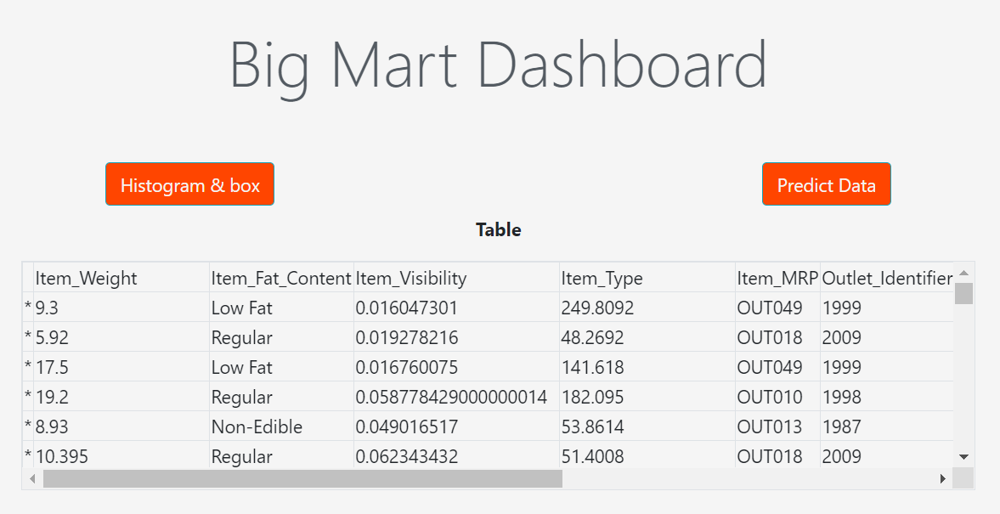 Big Mart Dashboard
Histogram & box Predict Data
Table
Item_Weight Item_Fat_Content Item_Visibility Item_Type Item_MRP Outlet_Identifier
* 9.3 Low Fat 0.016047301 249.8092 OUT049 1999
* 5.92 Regular 0.019278216 48.2692 OUT018 2009
* 17.5 Low Fat 0.016760075 141.618 OUT049 1999
* 19.2 Regular 0.058778429000000014 182.095 OUT010 1998
* 8.93 Non-Edible 0.049016517 53.8614 OUT013 1987
* 10.395 Regular 0.062343432 51.4008 OUT018 2009